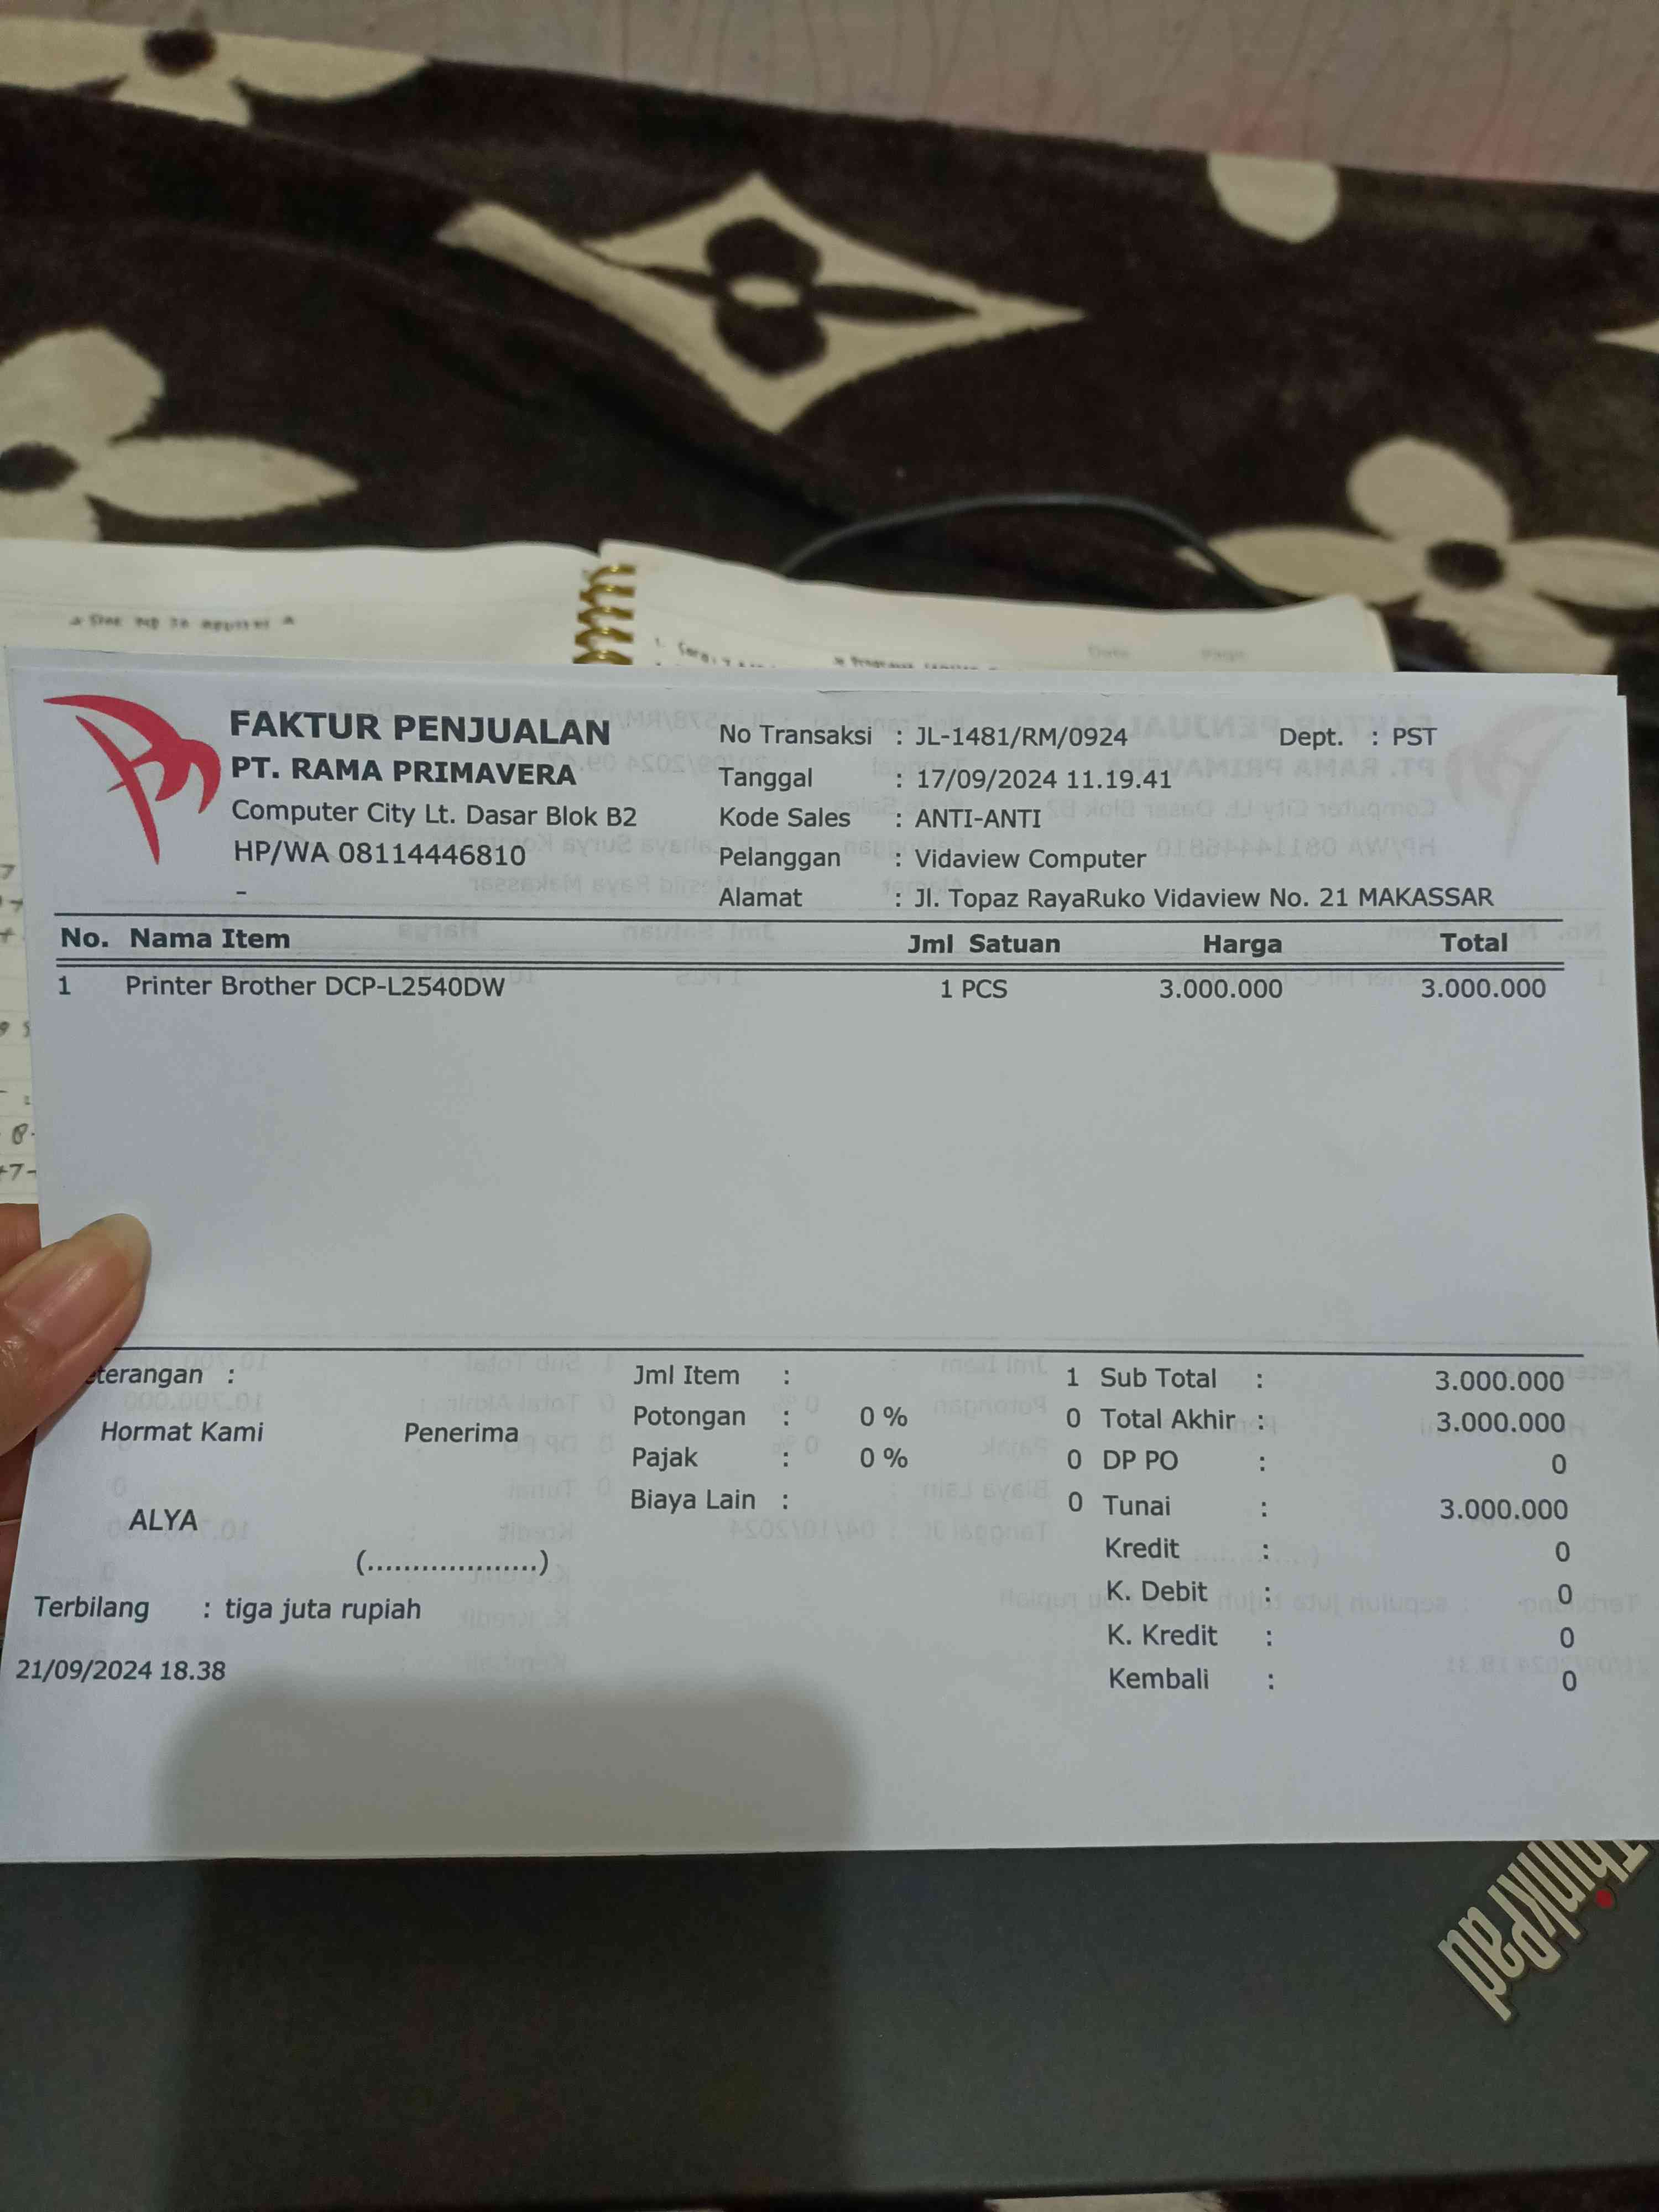 FAKTUR PENJUALAN
PT. RAMA PRIMAVERA
Computer City Lt. Dasar Blok B2
HP/WA 08114446810
-
No Transaksi : JL-1481/RM/0924 Dept. : PST
Tanggal : 17/09/2024 11.19.41
Kode Sales : ANTI-ANTI
Pelanggan : Vidaview Computer
Alamat : Jl. Topaz RayaRuko Vidaview No. 21 MAKASSAR
No. Nama Item Jml Satuan Harga Total
1 Printer Brother DCP-L2540DW 1 PCS 3.000.000 3.000.000
eterangan :
Hormat Kami Penerima
ALYA
(...................)
Terbilang : tiga juta rupiah
21/09/2024 18.38
Jml Item : 1
Potongan : 0 % 0
Pajak : 0 % 0
Biaya Lain : 0
Sub Total : 3.000.000
Total Akhir : 3.000.000
DP PO : 0
Tunai : 3.000.000
Kredit : 0
K. Debit : 0
K. Kredit : 0
Kembali : 0
ThinkPad